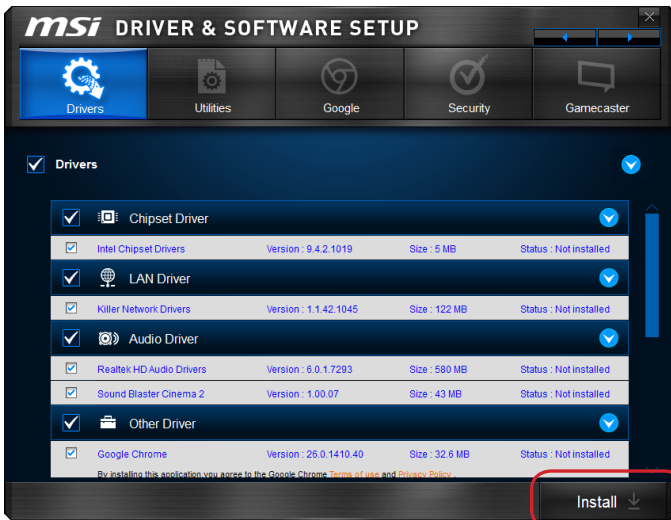 msi DRIVER & SOFTWARE SETUP
Drivers Utilities Google Security Gamecaster
Drivers
Chipset Driver
Intel Chipset Drivers Version : 9.4.2.1019 Size : 5 MB Status : Not installed
LAN Driver
Killer Network Drivers Version : 1.1.42.1045 Size : 122 MB Status : Not installed
Audio Driver
Realtek HD Audio Drivers Version : 6.0.1.7293 Size : 580 MB Status : Not installed
Sound Blaster Cinema 2 Version : 1.00.07 Size : 43 MB Status : Not installed
Other Driver
Google Chrome Version : 26.0.1410.40 Size : 32.6 MB Status : Not installed
By installing this application,you agree to the Google Chrome Terms of use and Privacy Policy .
Install